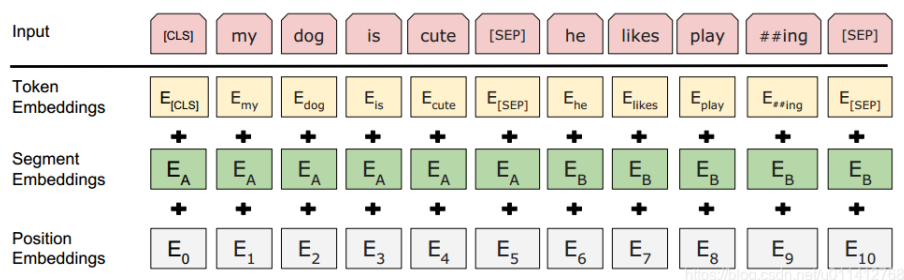 Input [CLS] my dog is cute [SEP] he likes play ##ing [SEP]
Token Embeddings E[CLS] Emy Edog Eis Ecute E[SEP] Ehe Elikes Eplay E##ing E[SEP]
+ + + + + + + + + + +
Segment Embeddings EA EA EA EA EA EA EB EB EB EB EB
+ + + + + + + + + + +
Position Embeddings E0 E1 E2 E3 E4 E5 E6 E7 E8 E9 E10